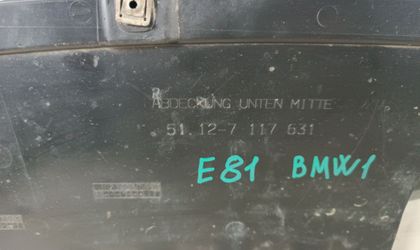 ABDECKUNG UNTEN MITTE
51.12-7 117 631
E81 BMW1